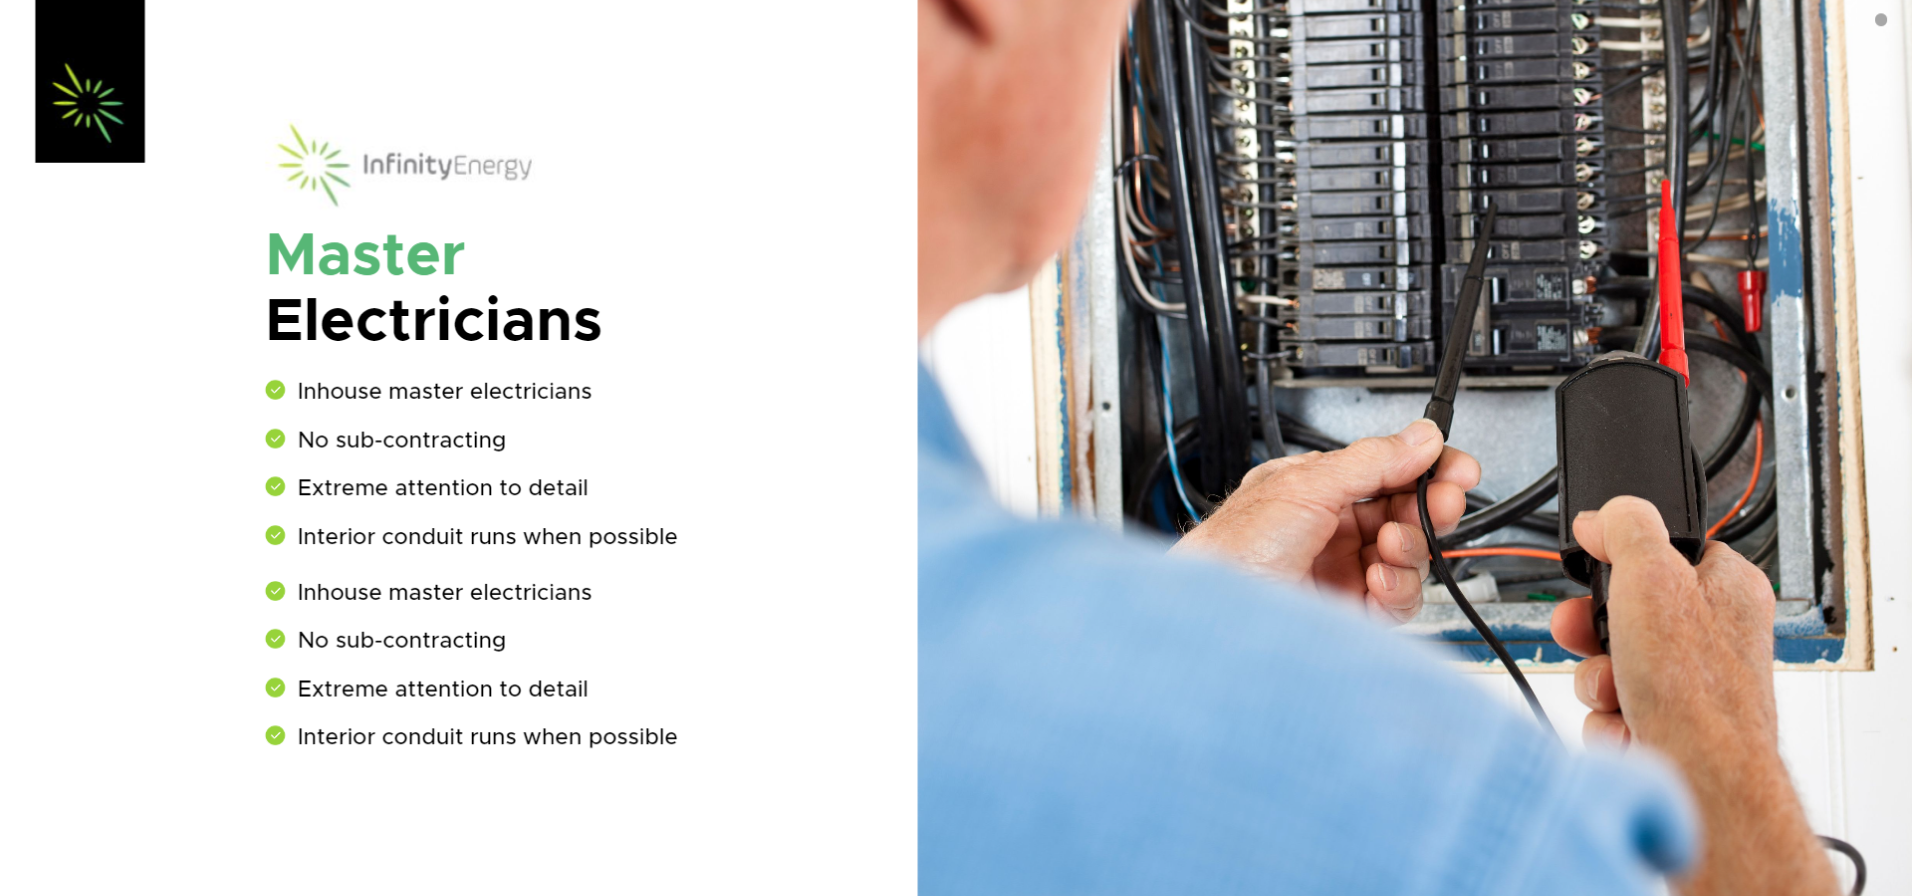 InfinityEnergy
Master
Electricians
Inhouse master electricians
No sub-contracting
Extreme attention to detail
Interior conduit runs when possible
Inhouse master electricians
No sub-contracting
Extreme attention to detail
Interior conduit runs when possible